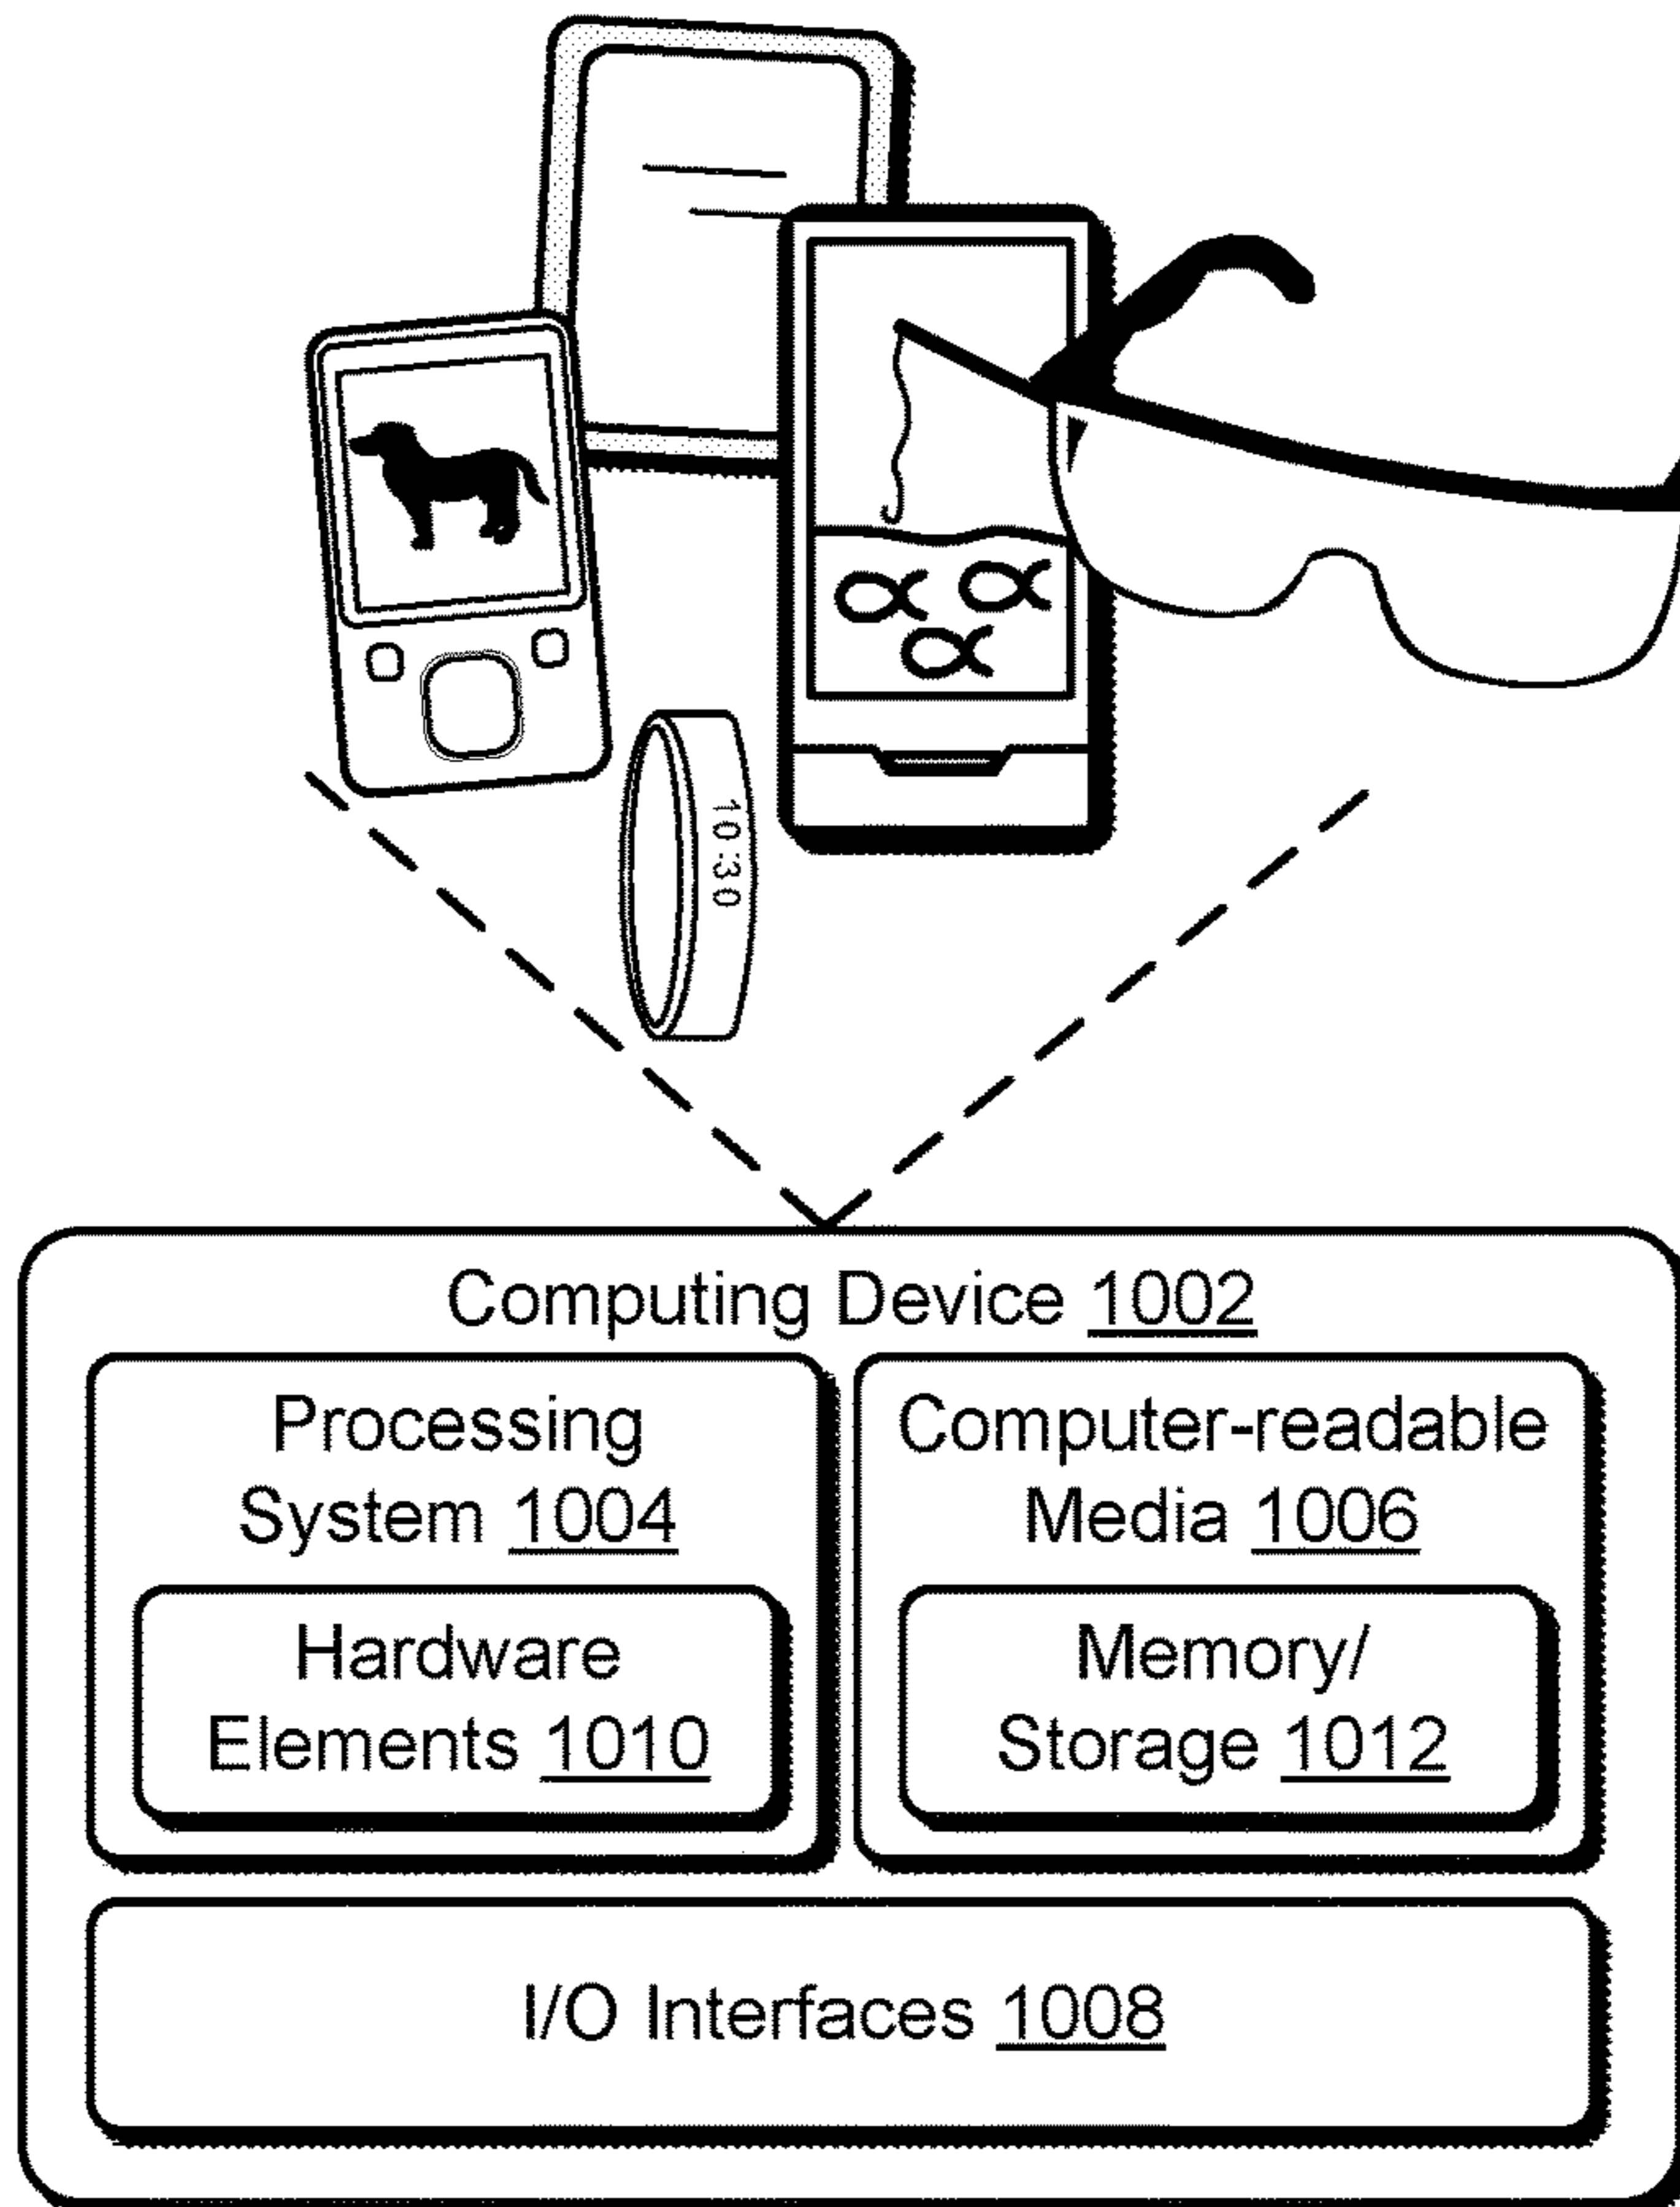 10:30
Computing Device 1002
Processing
System 1004
Hardware
Elements 1010
Computer-readable
Media 1006
Memory/
Storage 1012
I/O Interfaces 1008